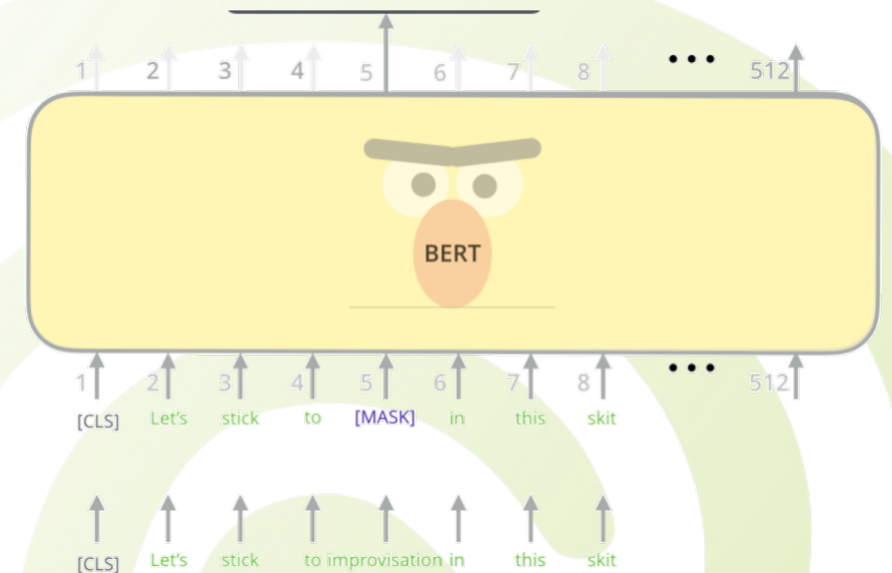 1 2 3 4 5 6 7 8 ••• 512
BERT
1 2 3 4 5 6 7 8 ••• 512
[CLS] Let's stick to [MASK] in this skit
[CLS] Let's stick to improvisation in this skit